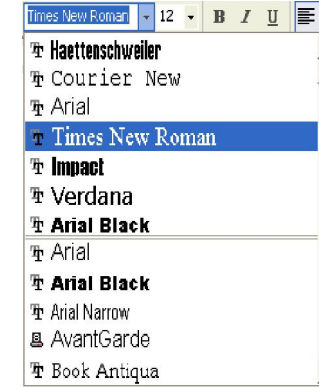 Times New Roman 12 B I U
Haettenschweiler
Courier New
Arial
Times New Roman
Impact
Verdana
Arial Black
Arial
Arial Black
Arial Narrow
AvantGarde
Book Antiqua